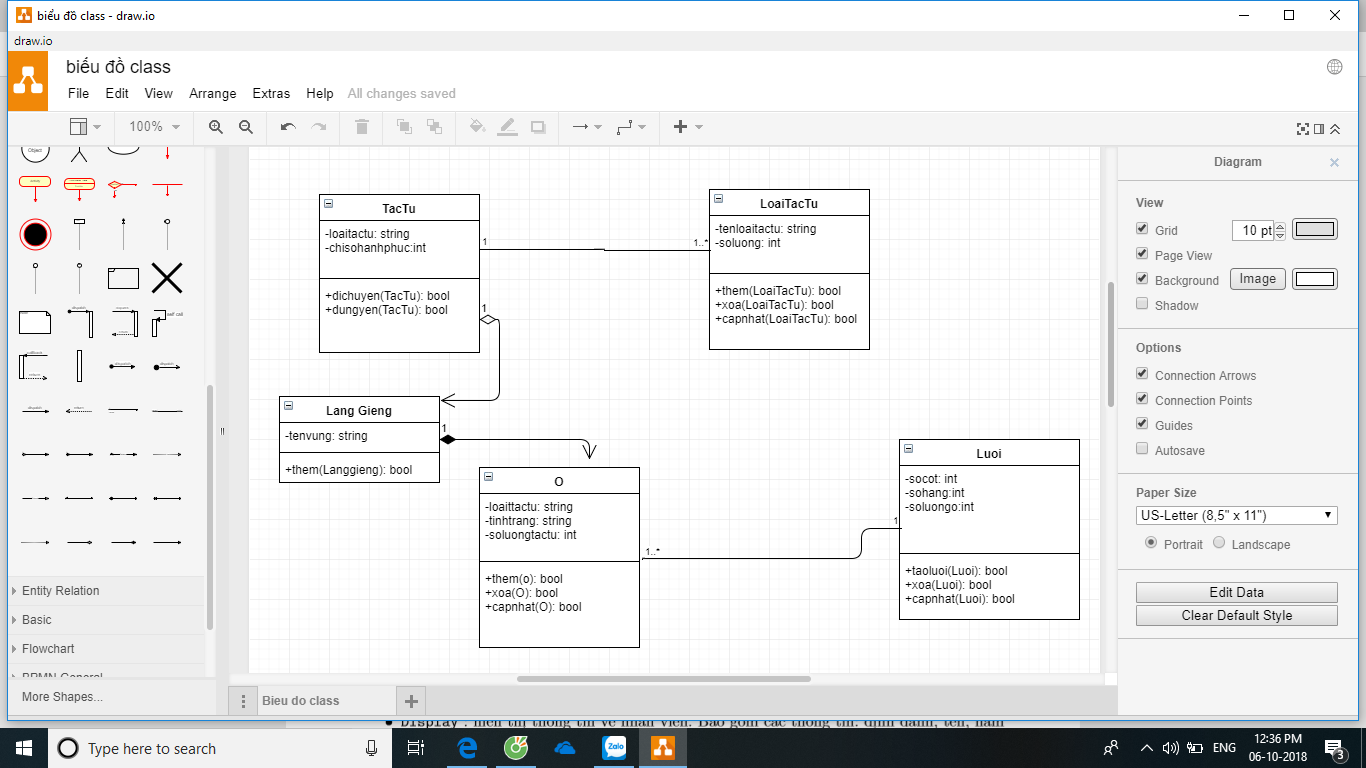 biểu đồ class - draw.io
draw.io
biểu đồ class
File Edit View Arrange Extras Help All changes saved
100%
Object
self call
Entity Relation
Basic
Flowchart
BPMN General
More Shapes...
TacTu
-loaitactu: string
-chisohanhphuc:int
+dichuyen(TacTu): bool
+dungyen(TacTu): bool
1
1..*
LoaiTacTu
-tenloaitactu: string
-soluong: int
+them(LoaiTacTu): bool
+xoa(LoaiTacTu): bool
+capnhat(LoaiTacTu): bool
1
Lang Gieng
-tenvung: string
+them(Langgieng): bool
1
O
-loaittactu: string
-tinhtrang: string
-soluongtactu: int
+them(o): bool
+xoa(O): bool
+capnhat(O): bool
1..*
1
Luoi
-socot: int
-sohang:int
-soluongo:int
+taoluoi(Luoi): bool
+xoa(Luoi): bool
+capnhat(Luoi): bool
Diagram
View
Grid 10 pt
Page View
Background Image
Shadow
Options
Connection Arrows
Connection Points
Guides
Autosave
Paper Size
US-Letter (8,5" x 11")
Portrait Landscape
Edit Data
Clear Default Style
Bieu do class
Type here to search
Zalo
ENG
12:36 PM
06-10-2018
3